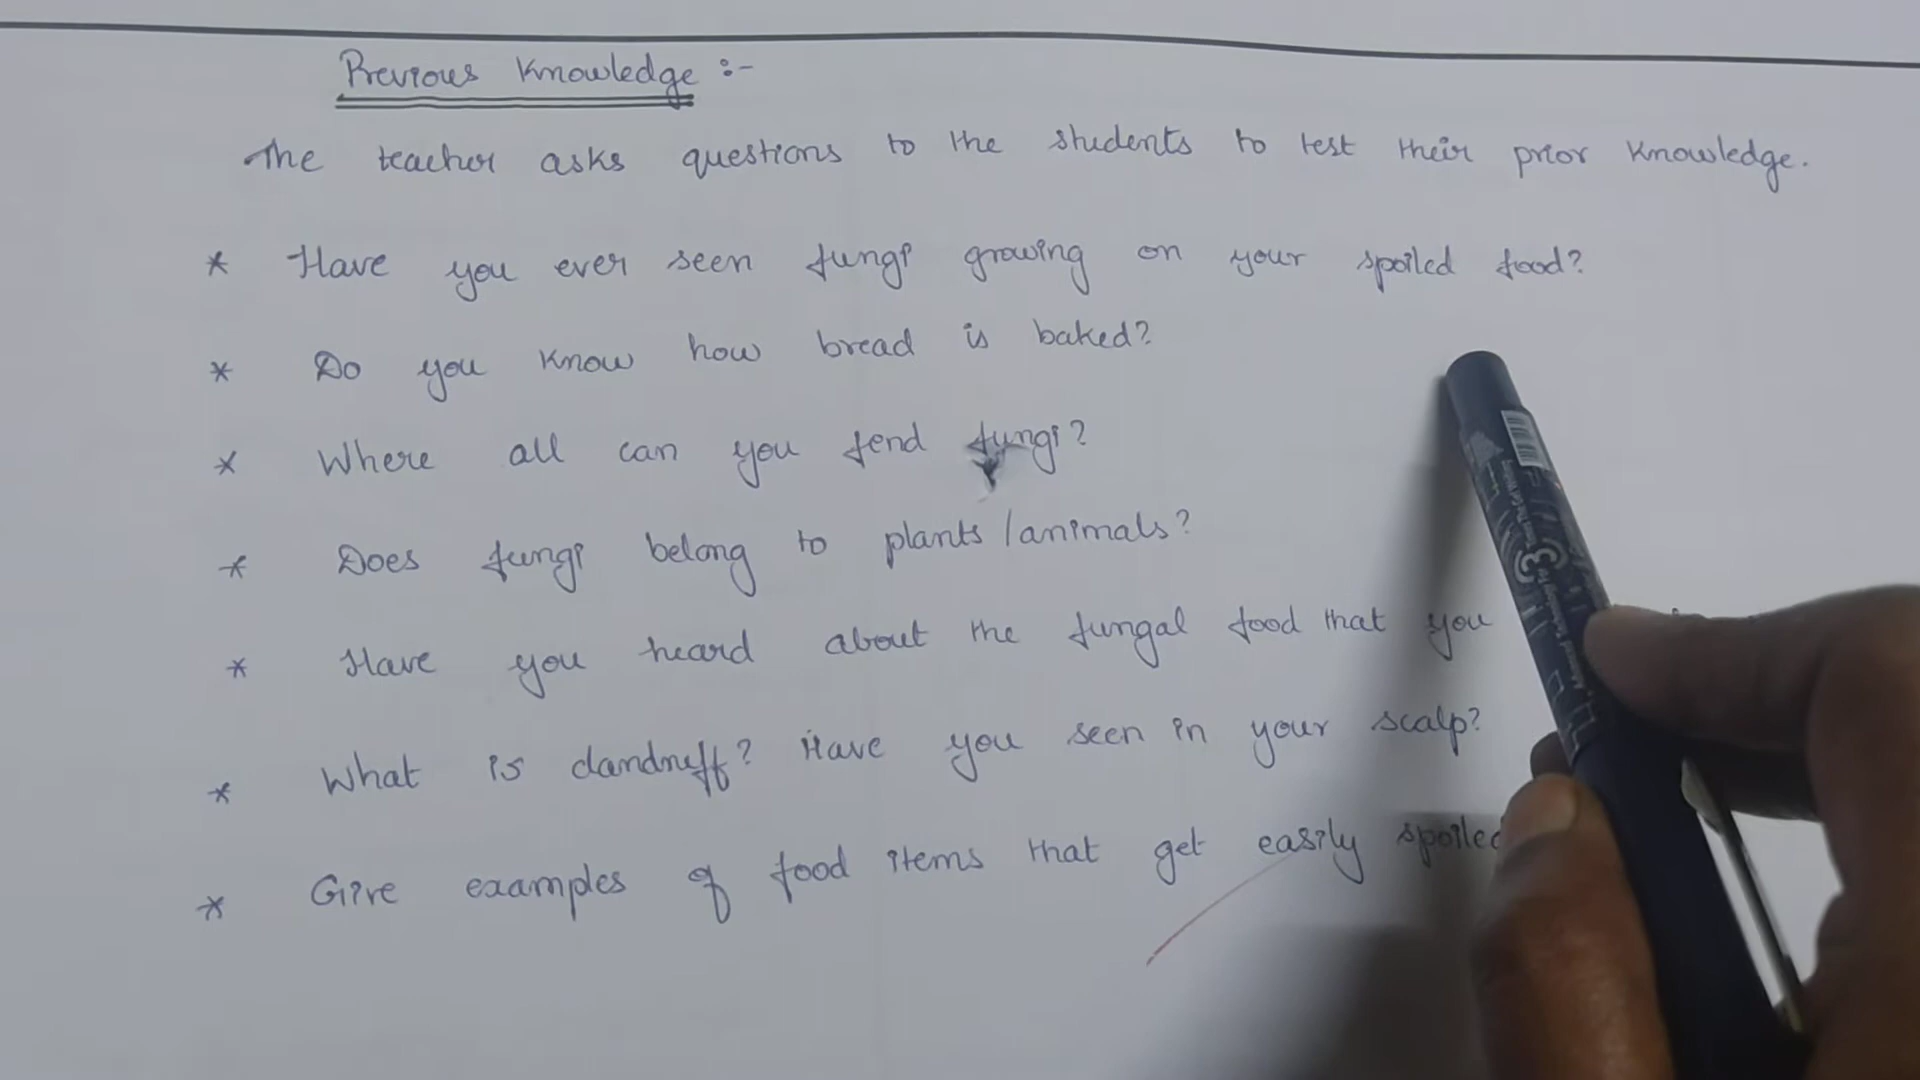 Previous Knowledge :-
The teacher asks questions to the students to test their prior knowledge.
* Have you ever seen fungi growing on your spoiled food?
* Do you know how bread is baked?
* Where all can you fend fungi?
* Does fungi belong to plants/animals?
* Have you heard about the fungal food that you
* What is dandruff? Have you seen in your scalp?
* Give examples of food items that get easily spoiled